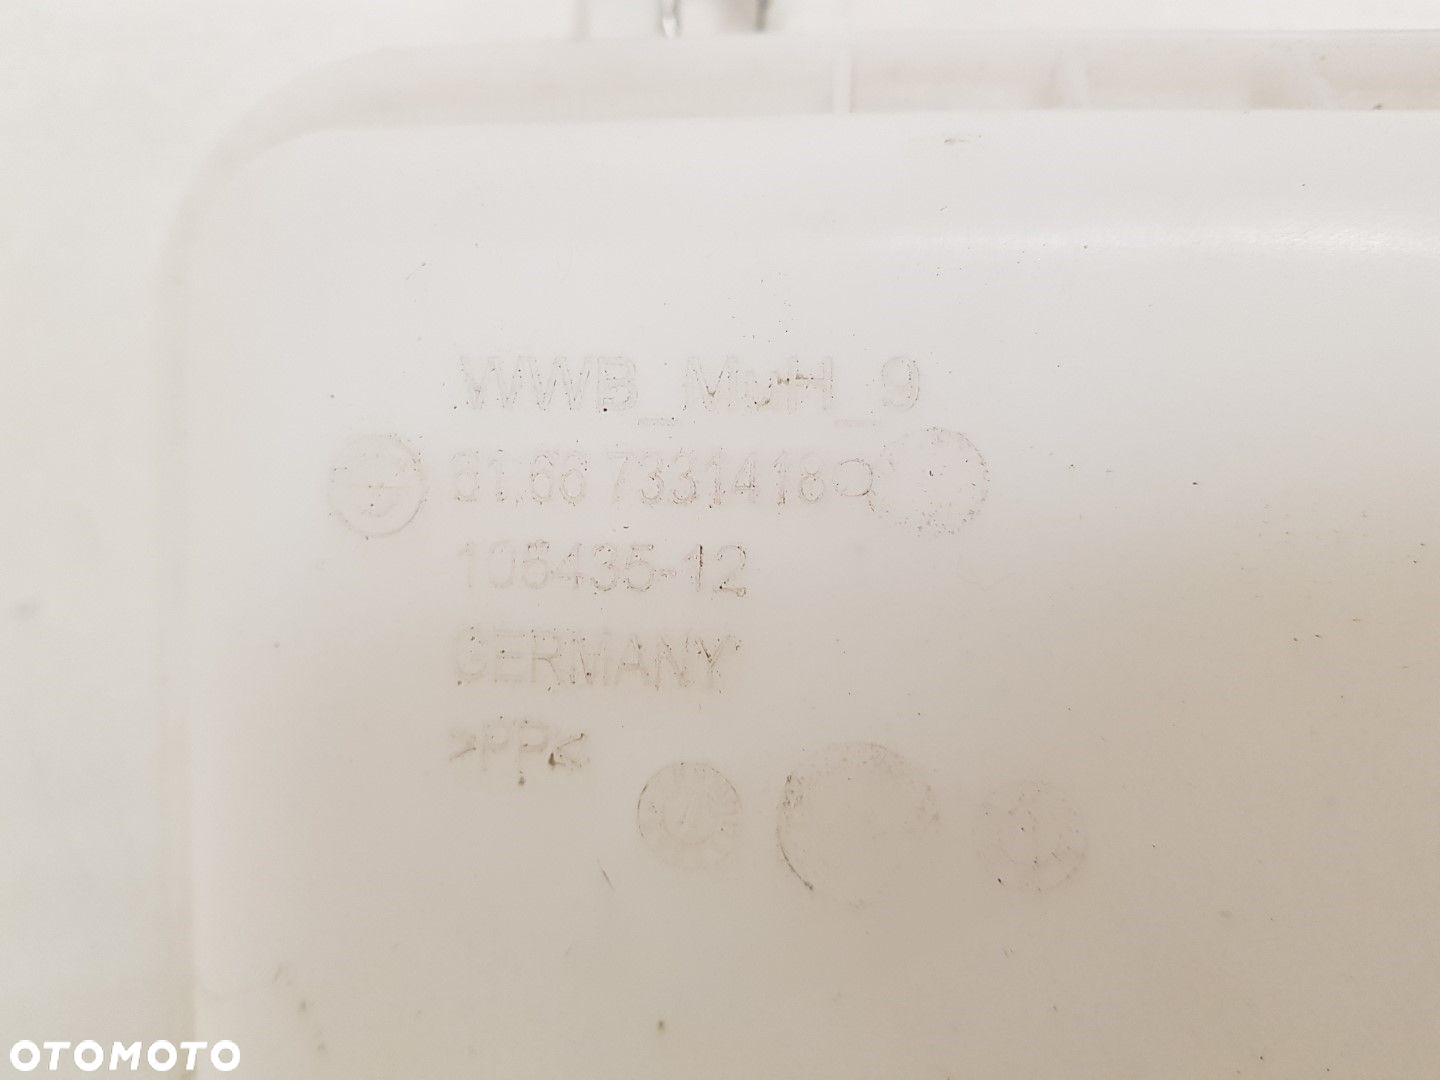 WWB_MuH_9
61.66 7331418
108435-12
GERMANY
>PP<
OTOMOTO